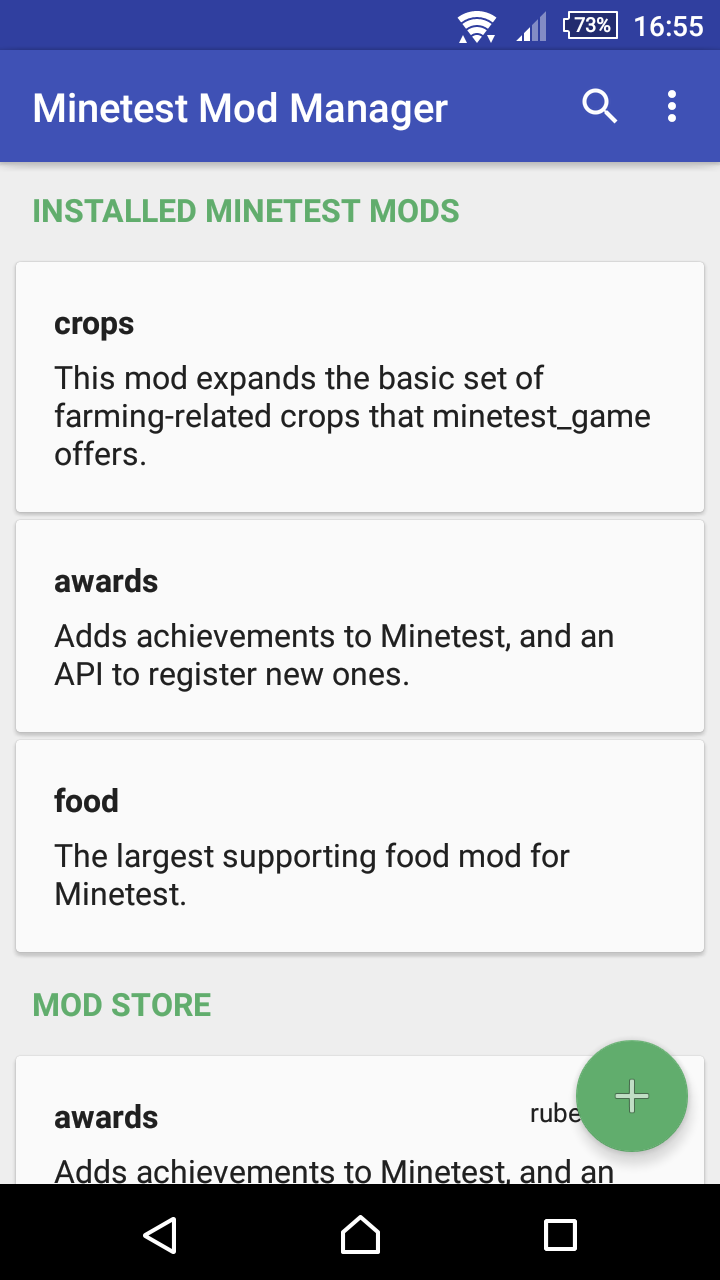 73% 16:55
Minetest Mod Manager
INSTALLED MINETEST MODS
crops
This mod expands the basic set of
farming-related crops that minetest_game
offers.
awards
Adds achievements to Minetest, and an
API to register new ones.
food
The largest supporting food mod for
Minetest.
MOD STORE
awards
Adds achievements to Minetest, and an